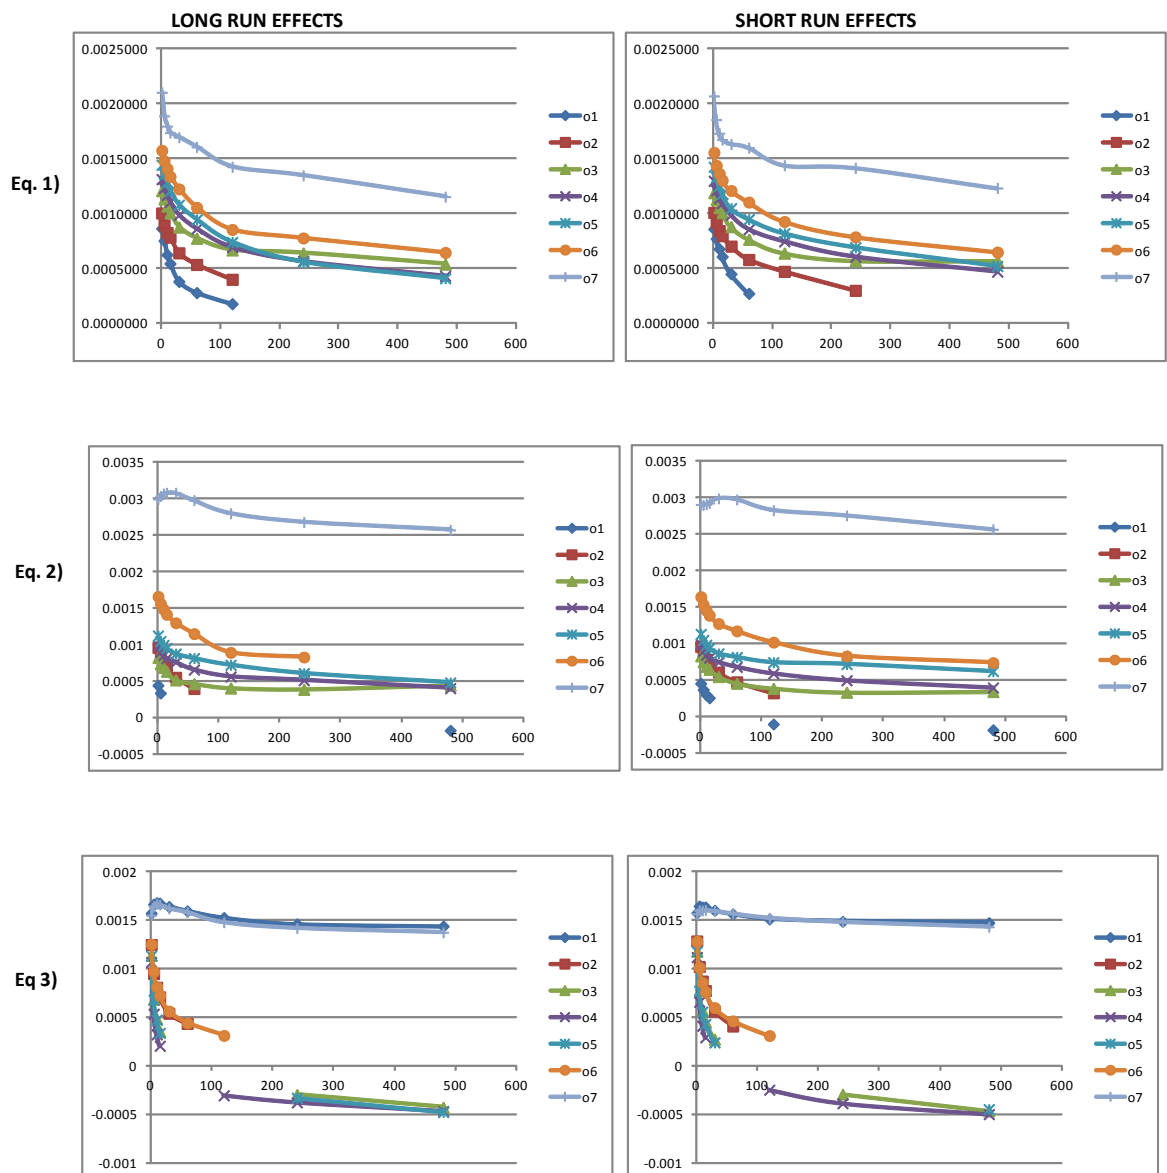 LONG RUN EFFECTS
SHORT RUN EFFECTS
Eq. 1)
0.0025000
0.0020000
0.0015000
0.0010000
0.0005000
0.0000000
0 100 200 300 400 500 600
o1
o2
o3
o4
o5
o6
o7
0.0025000
0.0020000
0.0015000
0.0010000
0.0005000
0.0000000
0 100 200 300 400 500 600
o1
o2
o3
o4
o5
o6
o7
Eq. 2)
0.0035
0.003
0.0025
0.002
0.0015
0.001
0.0005
0
-0.0005
0 100 200 300 400 500 600
o1
o2
o3
o4
o5
o6
o7
0.0035
0.003
0.0025
0.002
0.0015
0.001
0.0005
0
-0.0005
0 100 200 300 400 500 600
o1
o2
o3
o4
o5
o6
o7
Eq 3)
0.002
0.0015
0.001
0.0005
0
-0.0005
-0.001
0 100 200 300 400 500 600
o1
o2
o3
o4
o5
o6
o7
0.002
0.0015
0.001
0.0005
0
-0.0005
-0.001
0 100 200 300 400 500 600
o1
o2
o3
o4
o5
o6
o7